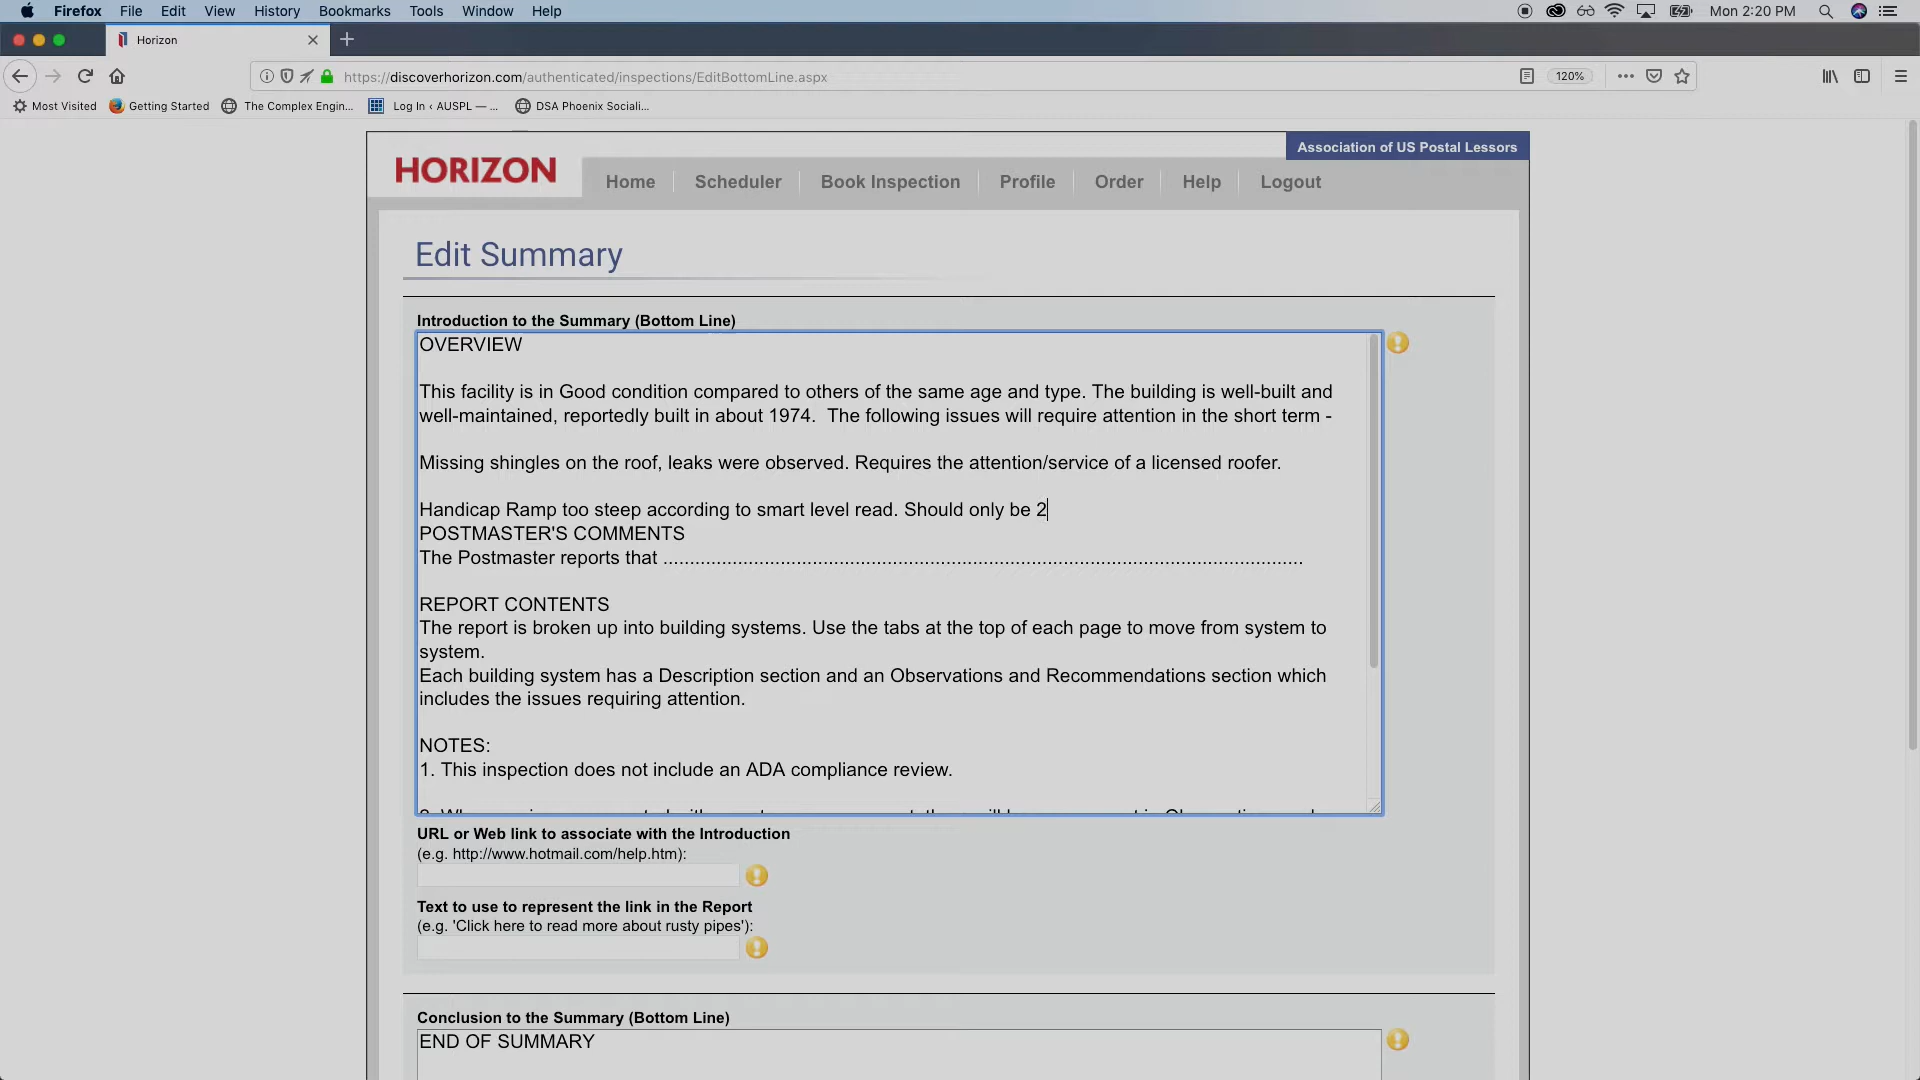 Firefox File Edit View History Bookmarks Tools Window Help Mon 2:20 PM
Horizon
https://discoverhorizon.com/authenticated/inspections/EditBottomLine.aspx 120%
Most Visited Getting Started The Complex Engin... Log In ‹ AUSPL — ... DSA Phoenix Sociali...
Association of US Postal Lessors
HORIZON Home Scheduler Book Inspection Profile Order Help Logout
Edit Summary
Introduction to the Summary (Bottom Line)
OVERVIEW
This facility is in Good condition compared to others of the same age and type. The building is well-built and
well-maintained, reportedly built in about 1974.  The following issues will require attention in the short term -
Missing shingles on the roof, leaks were observed. Requires the attention/service of a licensed roofer.
Handicap Ramp too steep according to smart level read. Should only be 2
POSTMASTER'S COMMENTS
The Postmaster reports that ........................................................................................................................
REPORT CONTENTS
The report is broken up into building systems. Use the tabs at the top of each page to move from system to
system.
Each building system has a Description section and an Observations and Recommendations section which
includes the issues requiring attention.
NOTES:
1. This inspection does not include an ADA compliance review.
URL or Web link to associate with the Introduction
(e.g. http://www.hotmail.com/help.htm):
Text to use to represent the link in the Report
(e.g. 'Click here to read more about rusty pipes'):
Conclusion to the Summary (Bottom Line)
END OF SUMMARY